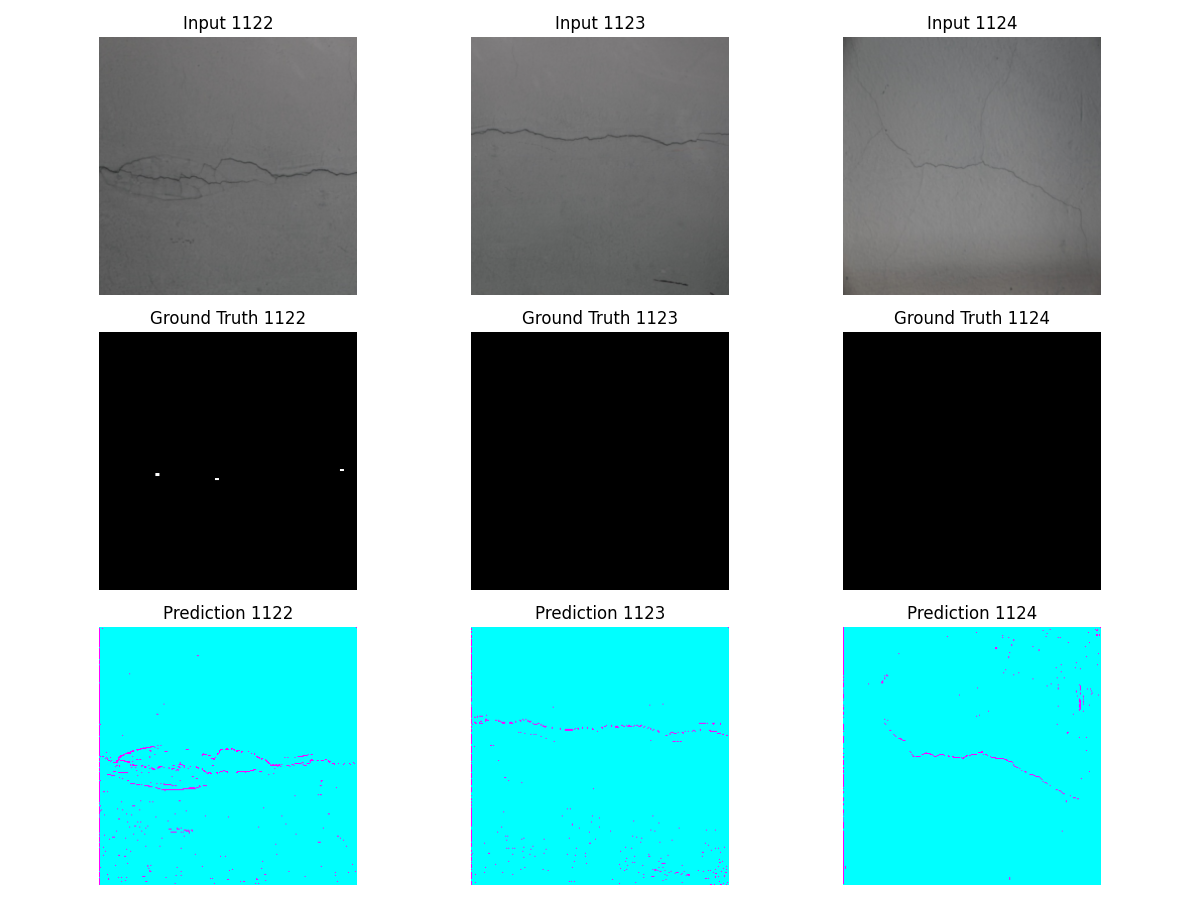 Input 1122
Input 1123
Input 1124
Ground Truth 1122
Ground Truth 1123
Ground Truth 1124
Prediction 1122
Prediction 1123
Prediction 1124